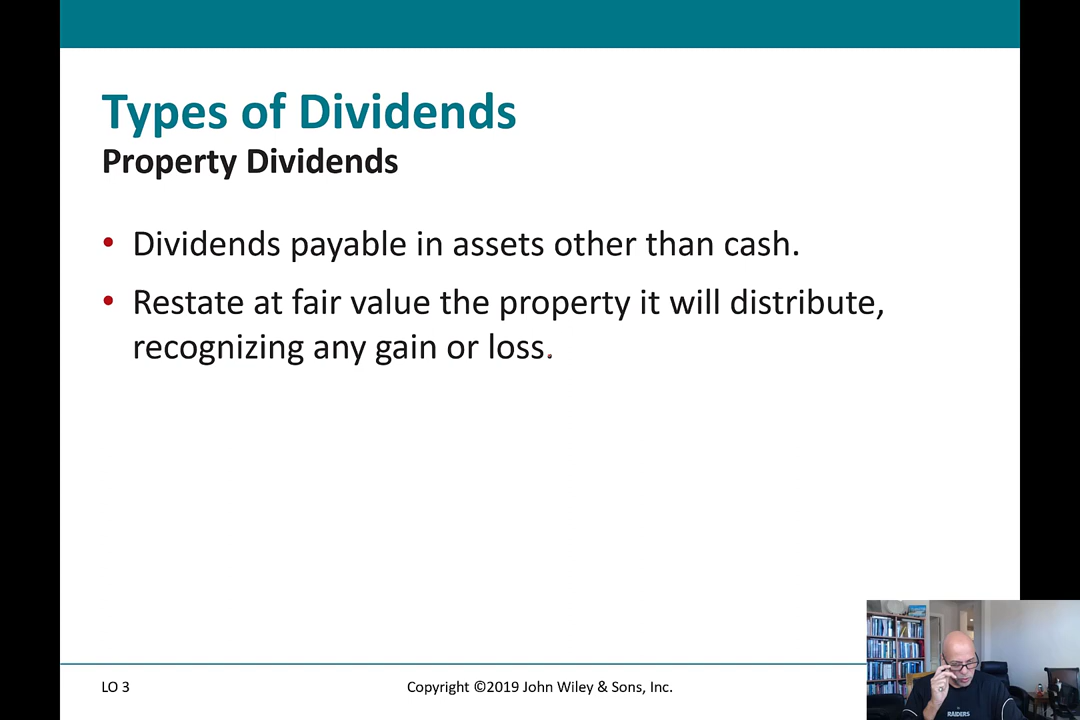 Types of Dividends
Property Dividends
• Dividends payable in assets other than cash.
• Restate at fair value the property it will distribute,
recognizing any gain or loss.
LO 3
Copyright ©2019 John Wiley & Sons, Inc.
RAIDERS